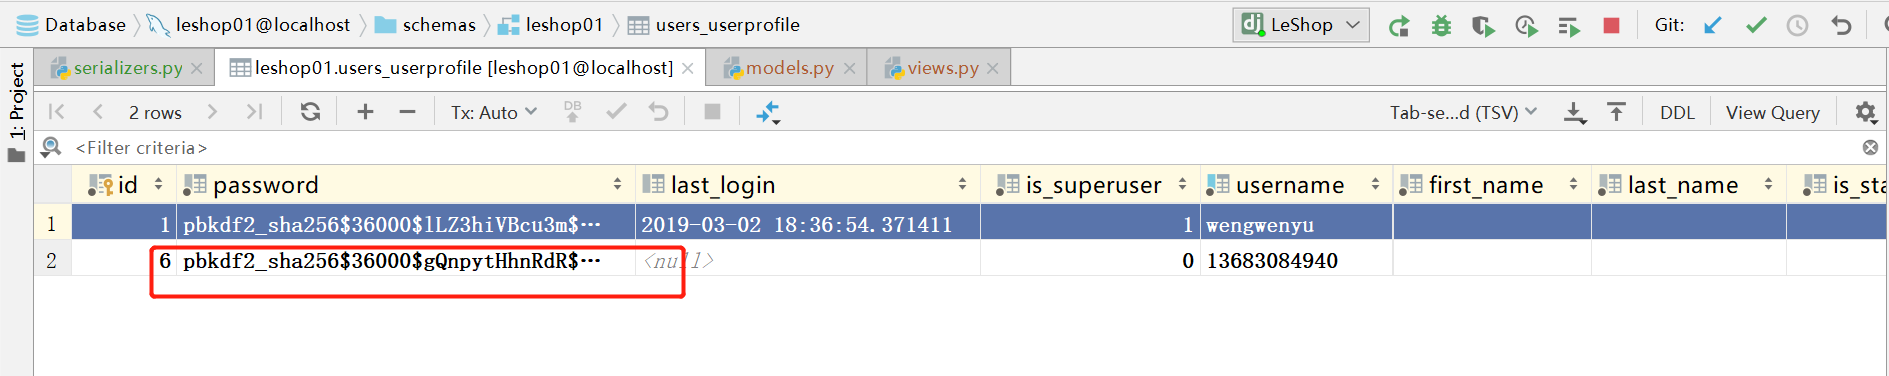 Database leshop01@localhost schemas leshop01 users_userprofile LeShop Git:
serializers.py leshop01.users_userprofile [leshop01@localhost] models.py views.py
1: Project
2 rows Tx: Auto DB Tab-se...d (TSV) DDL View Query
<Filter criteria>
id password last_login is_superuser username first_name last_name is_sta
1 1 pbkdf2_sha256$36000$lLZ3hiVBcu3m$... 2019-03-02 18:36:54.371411 1 wengwenyu
2 6 pbkdf2_sha256$36000$gQnpytHhnRdR$... <null> 0 13683084940